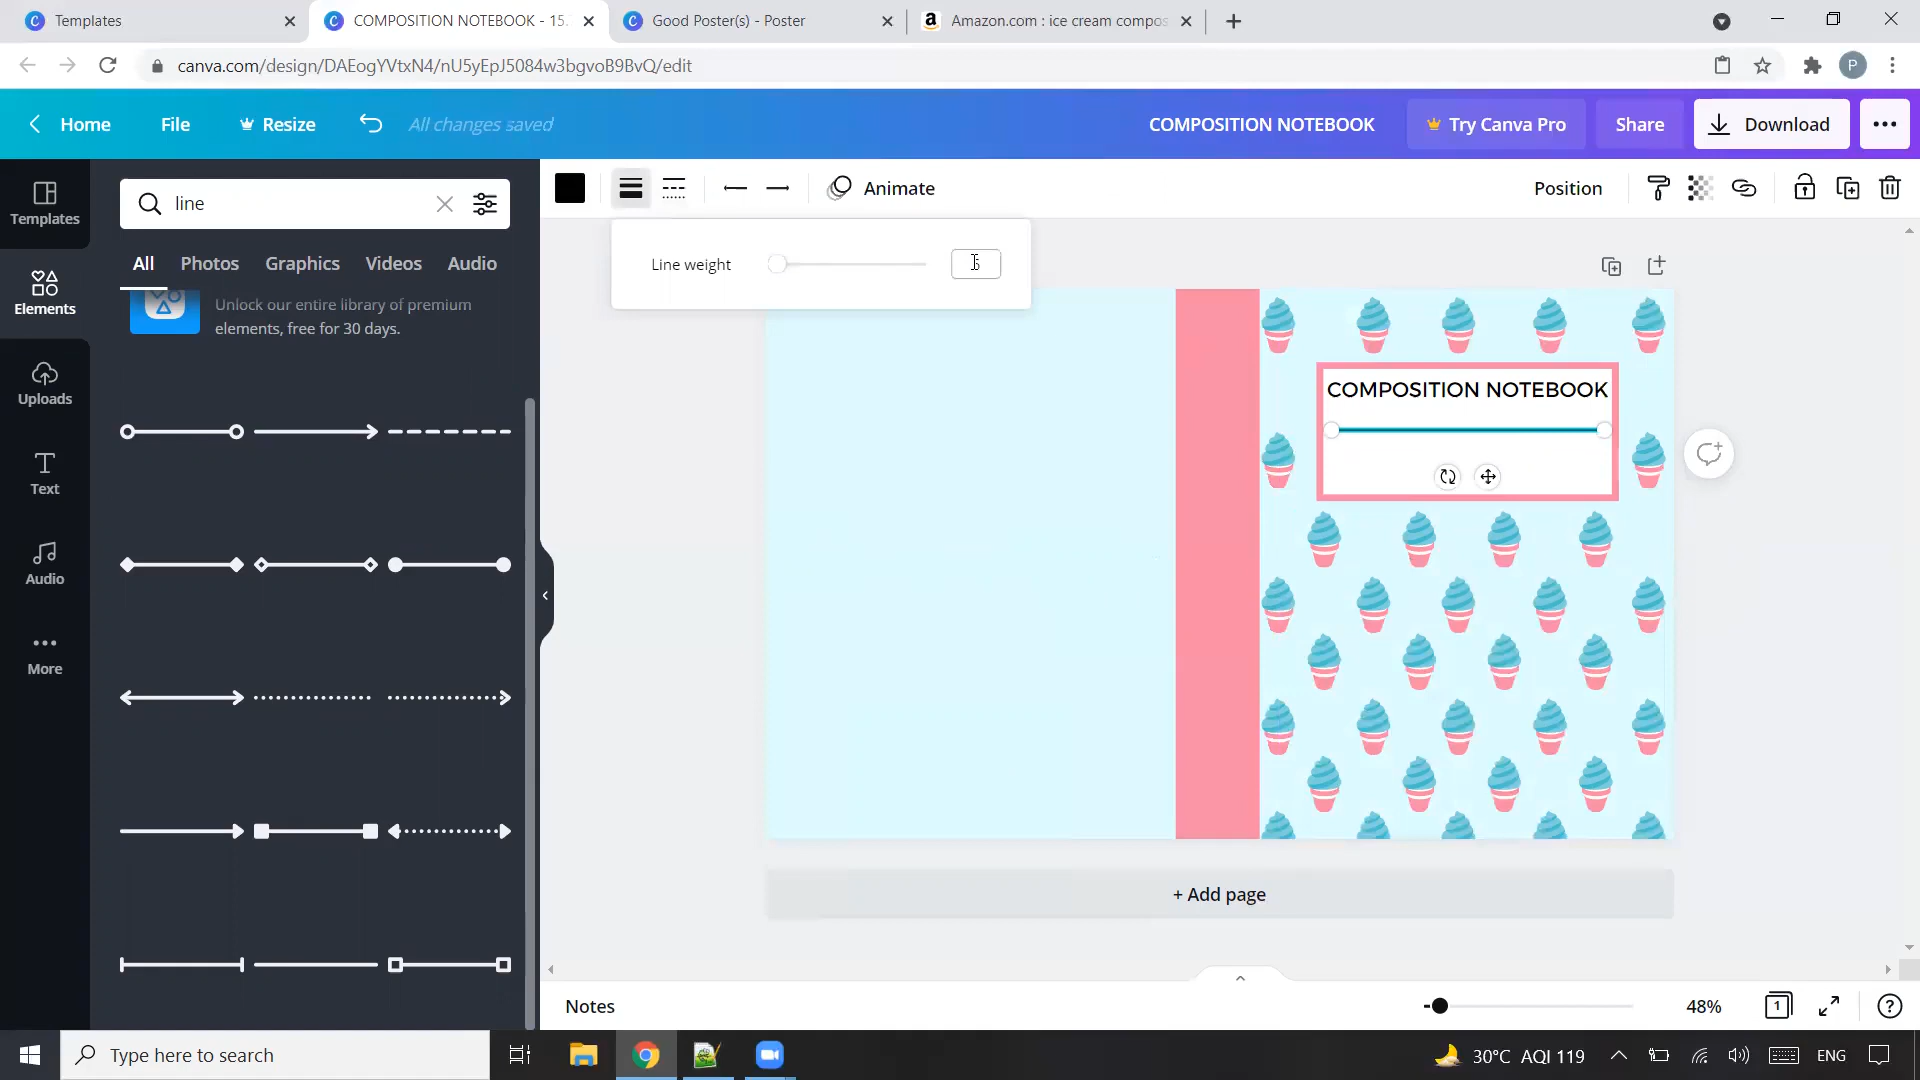 Templates
COMPOSITION NOTEBOOK - 15.
Good Poster(s) - Poster
Amazon.com : ice cream compos
canva.com/design/DAEogYVtxN4/nU5yEpJ5084w3bgvoB9BvQ/edit
P
Home
File
Resize
All changes saved
COMPOSITION NOTEBOOK
Try Canva Pro
Share
Download
Templates
Elements
Uploads
Text
Audio
More
line
All
Photos
Graphics
Videos
Audio
Unlock our entire library of premium
elements, free for 30 days.
Animate
Position
Line weight
COMPOSITION NOTEBOOK
+ Add page
Notes
48%
1
Type here to search
30°C AQI 119
ENG